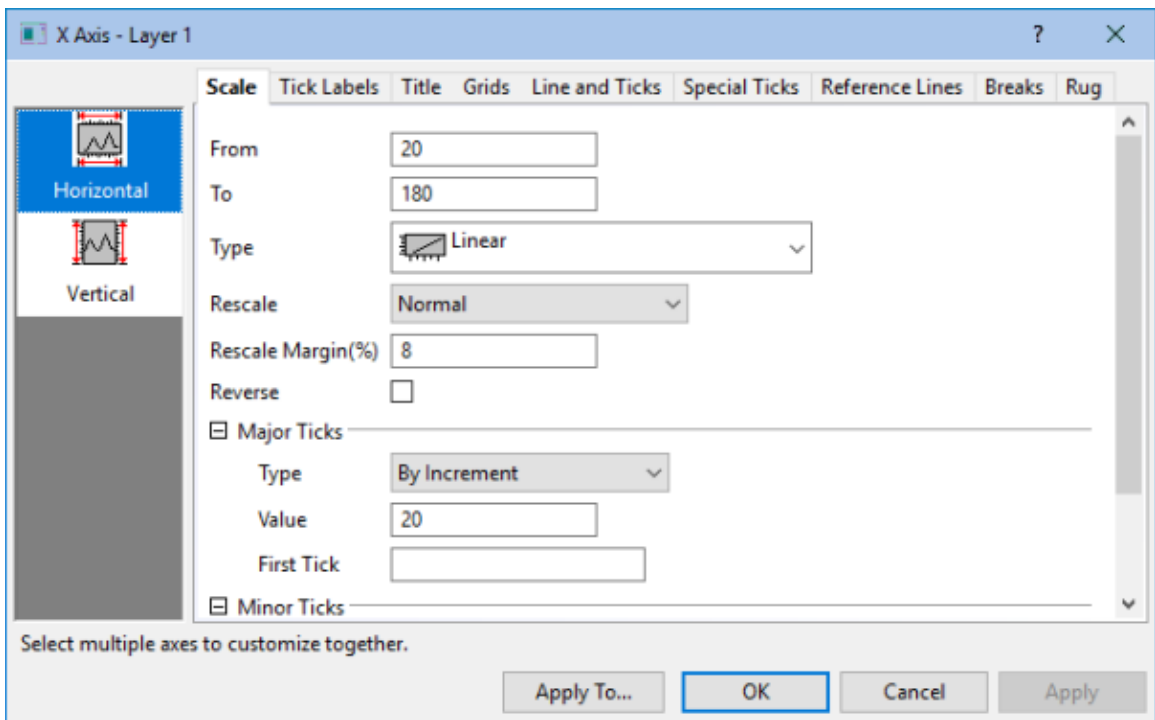 X Axis - Layer 1 ?
Scale Tick Labels Title Grids Line and Ticks Special Ticks Reference Lines Breaks Rug
Horizontal
Vertical
From 20
To 180
Type Linear
Rescale Normal
Rescale Margin(%) 8
Reverse
Major Ticks
Type By Increment
Value 20
First Tick
Minor Ticks
Select multiple axes to customize together.
Apply To... OK Cancel Apply